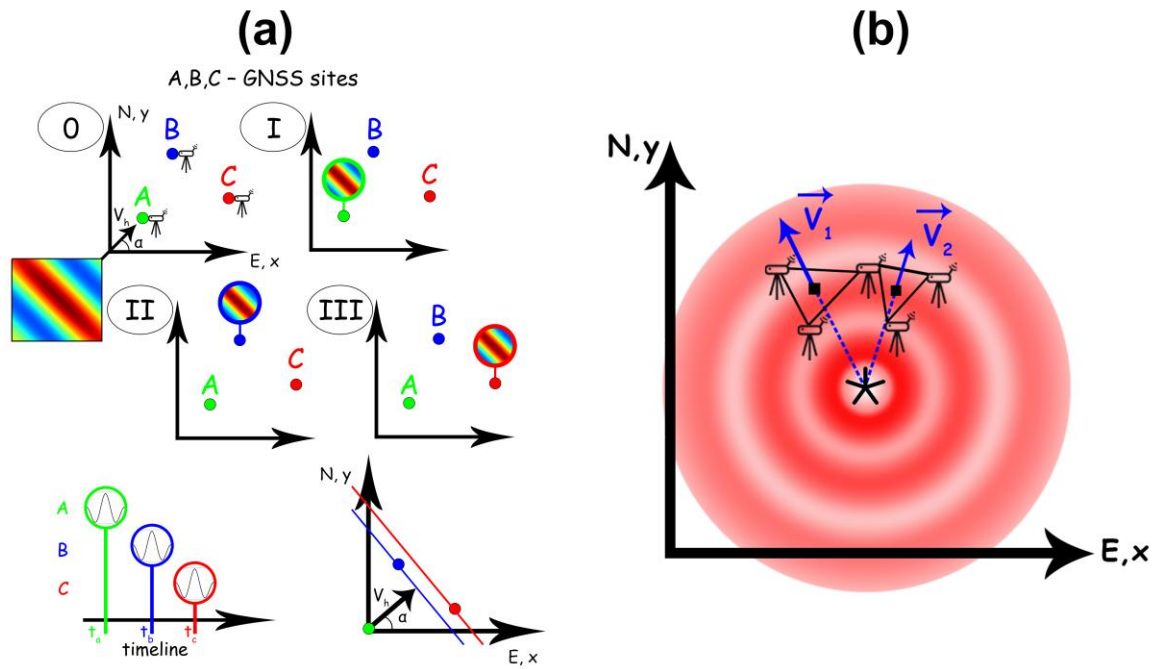 (a)
(b)
A,B,C – GNSS sites
0
N, y
B
C
A
V_h
α
E, x
I
B
C
II
A
C
III
B
A
A
B
C
t_a
t_b
t_c
timeline
N, y
V_h
α
E, x
N,y
V_1
V_2
E,x